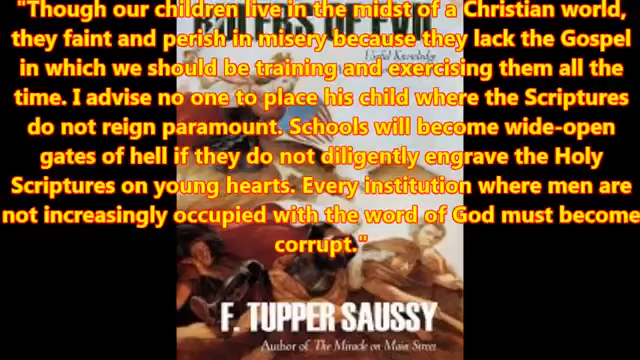 "Though our children live in the midst of a Christian world,
they faint and perish in misery because they lack the Gospel
Useful Knowledge
in which we should be training and exercising them all the
time. I advise no one to place his child where the Scriptures
do not reign paramount. Schools will become wide-open
gates of hell if they do not diligently engrave the Holy
Scriptures on young hearts. Every institution where men are
not increasingly occupied with the word of God must become
corrupt."
F. TUPPER SAUSSY
Author of The Miracle on Main Street